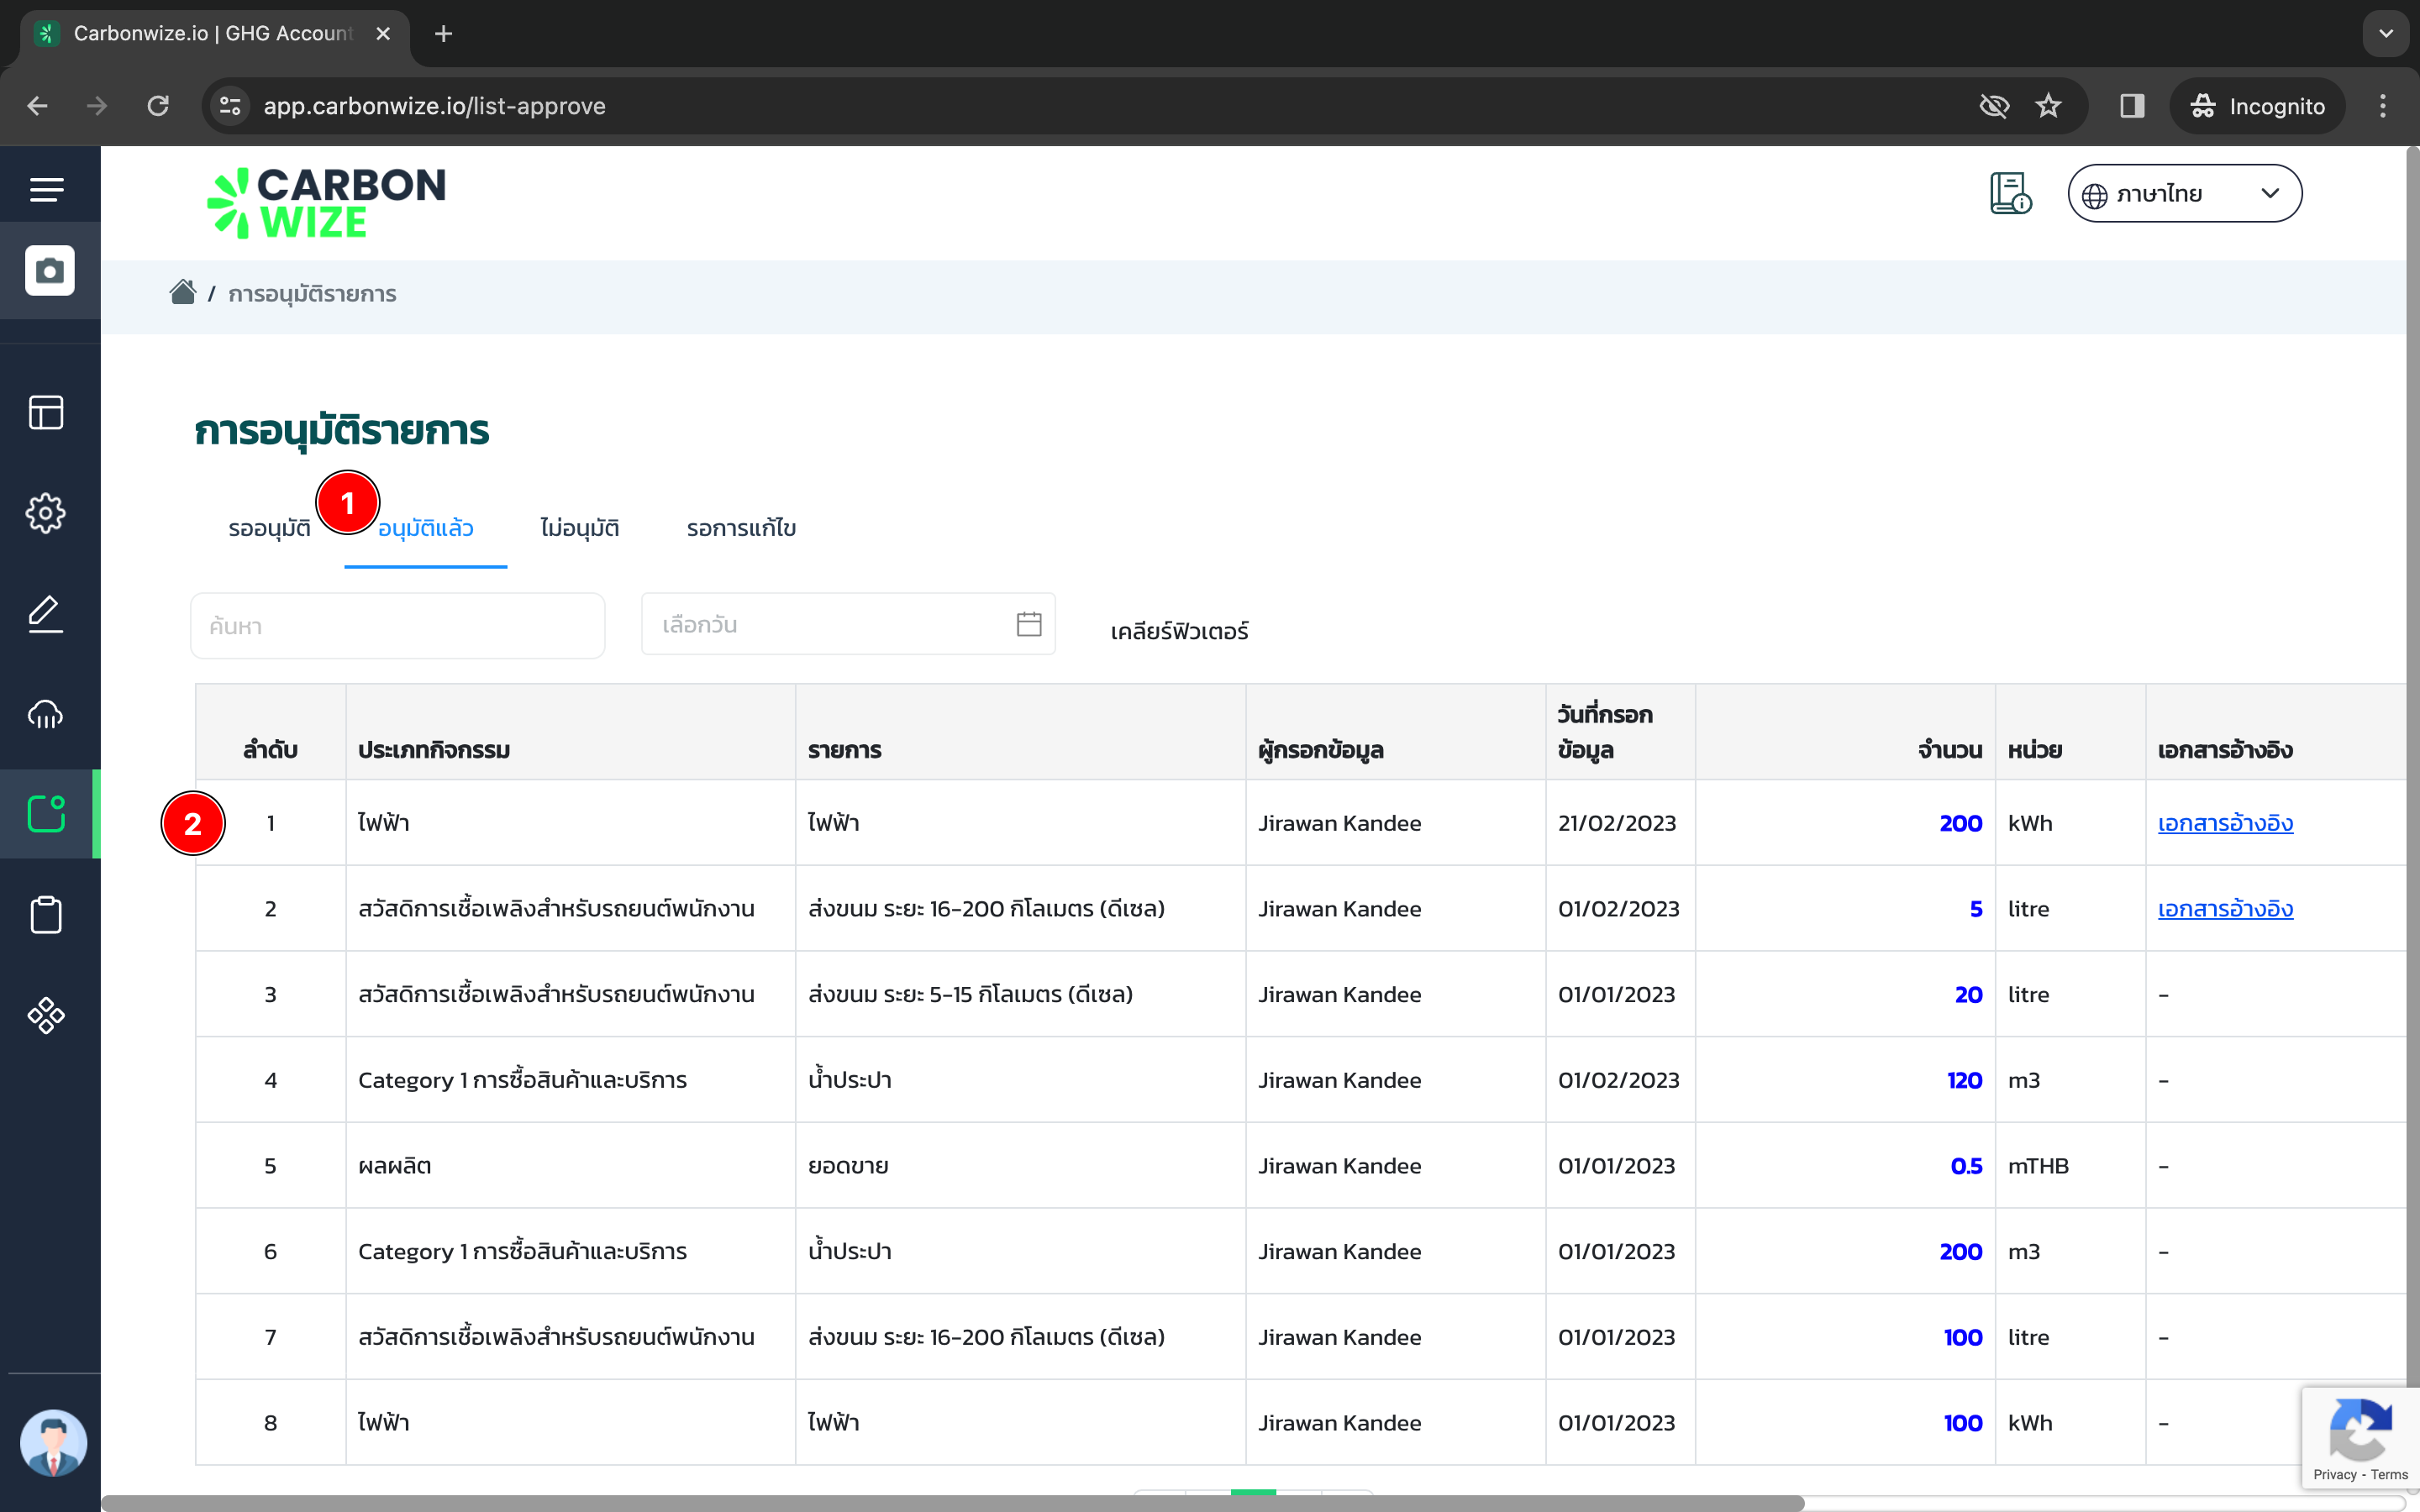 Carbonwize.io | GHG Account
app.carbonwize.io/list-approve
Incognito
CARBON
WIZE
ภาษาไทย
/ การอนุมัติรายการ
การอนุมัติรายการ
1
รออนุมัติ อนุมัติแล้ว ไม่อนุมัติ รอการแก้ไข
ค้นหา เลือกวัน เคลียร์ฟิวเตอร์
ลำดับ ประเภทกิจกรรม รายการ ผู้กรอกข้อมูล วันที่กรอก
ข้อมูล จำนวน หน่วย เอกสารอ้างอิง
2 1 ไฟฟ้า ไฟฟ้า Jirawan Kandee 21/02/2023 200 kWh เอกสารอ้างอิง
2 สวัสดิการเชื้อเพลิงสำหรับรถยนต์พนักงาน ส่งขนม ระยะ 16-200 กิโลเมตร (ดีเซล) Jirawan Kandee 01/02/2023 5 litre เอกสารอ้างอิง
3 สวัสดิการเชื้อเพลิงสำหรับรถยนต์พนักงาน ส่งขนม ระยะ 5-15 กิโลเมตร (ดีเซล) Jirawan Kandee 01/01/2023 20 litre -
4 Category 1 การซื้อสินค้าและบริการ น้ำประปา Jirawan Kandee 01/02/2023 120 m3 -
5 ผลผลิต ยอดขาย Jirawan Kandee 01/01/2023 0.5 mTHB -
6 Category 1 การซื้อสินค้าและบริการ น้ำประปา Jirawan Kandee 01/01/2023 200 m3 -
7 สวัสดิการเชื้อเพลิงสำหรับรถยนต์พนักงาน ส่งขนม ระยะ 16-200 กิโลเมตร (ดีเซล) Jirawan Kandee 01/01/2023 100 litre -
8 ไฟฟ้า ไฟฟ้า Jirawan Kandee 01/01/2023 100 kWh -
Privacy - Terms